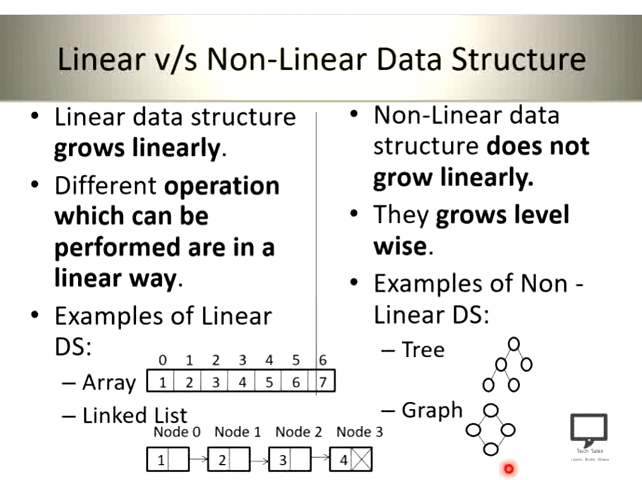 Linear v/s Non-Linear Data Structure
• Linear data structure
grows linearly.
• Different operation
which can be
performed are in a
linear way.
• Examples of Linear
DS:
0 1 2 3 4 5 6
– Array 1 2 3 4 5 6 7
– Linked List
Node 0 Node 1 Node 2 Node 3
1 2 3 4
• Non-Linear data
structure does not
grow linearly.
• They grows level
wise.
• Examples of Non -
Linear DS:
– Tree
– Graph
Tech Talks